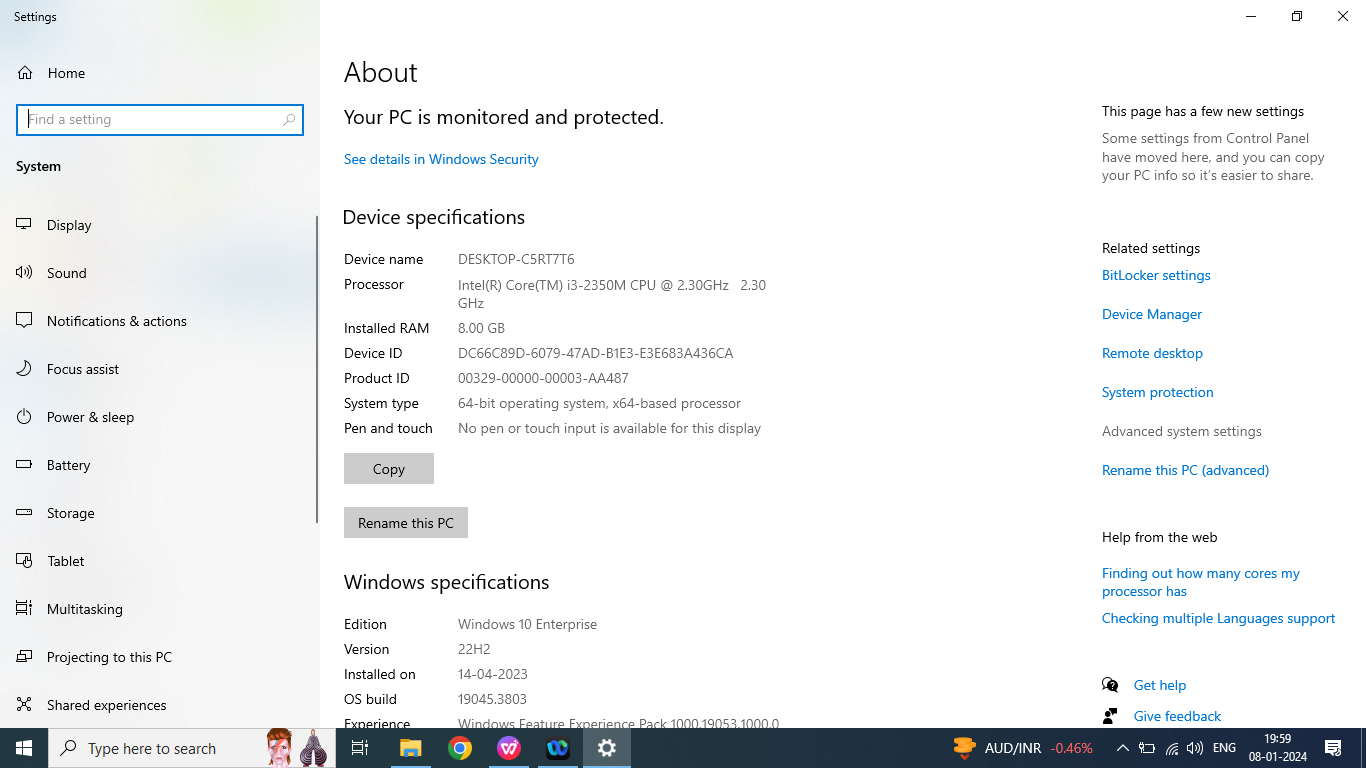 Settings
Home
Find a setting
System
Display
Sound
Notifications & actions
Focus assist
Power & sleep
Battery
Storage
Tablet
Multitasking
Projecting to this PC
Shared experiences
About
Your PC is monitored and protected.
See details in Windows Security
Device specifications
Device name DESKTOP-C5RT7T6
Processor Intel(R) Core(TM) i3-2350M CPU @ 2.30GHz 2.30
GHz
Installed RAM 8.00 GB
Device ID DC66C89D-6079-47AD-B1E3-E3E683A436CA
Product ID 00329-00000-00003-AA487
System type 64-bit operating system, x64-based processor
Pen and touch No pen or touch input is available for this display
Copy
Rename this PC
Windows specifications
Edition Windows 10 Enterprise
Version 22H2
Installed on 14-04-2023
OS build 19045.3803
Experience Windows Feature Experience Pack 1000.19053.1000.0
This page has a few new settings
Some settings from Control Panel
have moved here, and you can copy
your PC info so it's easier to share.
Related settings
BitLocker settings
Device Manager
Remote desktop
System protection
Advanced system settings
Rename this PC (advanced)
Help from the web
Finding out how many cores my
processor has
Checking multiple Languages support
Get help
Give feedback
Type here to search
AUD/INR -0.46%
ENG
19:59
08-01-2024